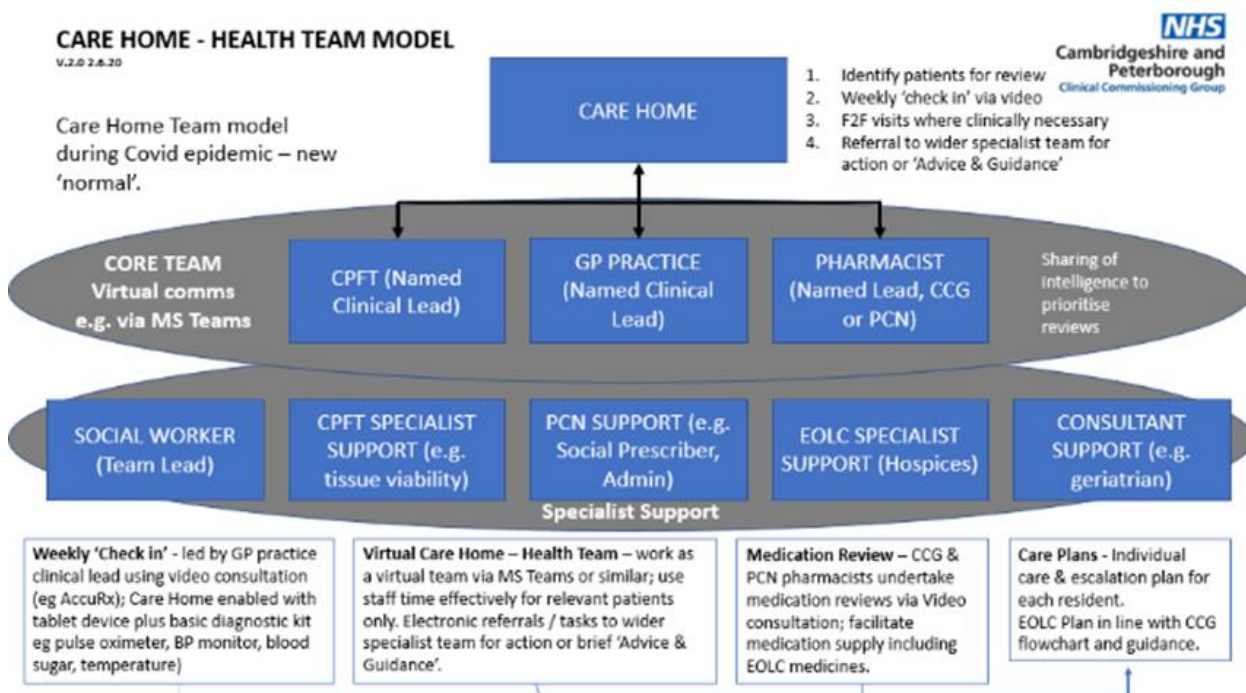 CARE HOME - HEALTH TEAM MODEL
V.2.0 2.6.20
NHS
Cambridgeshire and
Peterborough
Clinical Commissioning Group
Care Home Team model
during Covid epidemic – new
‘normal’.
CARE HOME
1. Identify patients for review
2. Weekly ‘check in’ via video
3. F2F visits where clinically necessary
4. Referral to wider specialist team for
action or ‘Advice & Guidance’
CORE TEAM
Virtual comms
e.g. via MS Teams
CPFT (Named
Clinical Lead)
GP PRACTICE
(Named Clinical
Lead)
PHARMACIST
(Named Lead, CCG
or PCN)
Sharing of
intelligence to
prioritise
reviews
SOCIAL WORKER
(Team Lead)
CPFT SPECIALIST
SUPPORT (e.g.
tissue viability)
PCN SUPPORT (e.g.
Social Prescriber,
Admin)
EOLC SPECIALIST
SUPPORT (Hospices)
CONSULTANT
SUPPORT (e.g.
geriatrian)
Specialist Support
Weekly ‘Check in’ - led by GP practice
clinical lead using video consultation
(eg AccuRx); Care Home enabled with
tablet device plus basic diagnostic kit
eg pulse oximeter, BP monitor, blood
sugar, temperature)
Virtual Care Home – Health Team – work as
a virtual team via MS Teams or similar; use
staff time effectively for relevant patients
only. Electronic referrals / tasks to wider
specialist team for action or brief ‘Advice &
Guidance’.
Medication Review – CCG &
PCN pharmacists undertake
medication reviews via Video
consultation; facilitate
medication supply including
EOLC medicines.
Care Plans - Individual
care & escalation plan for
each resident.
EOLC Plan in line with CCG
flowchart and guidance.